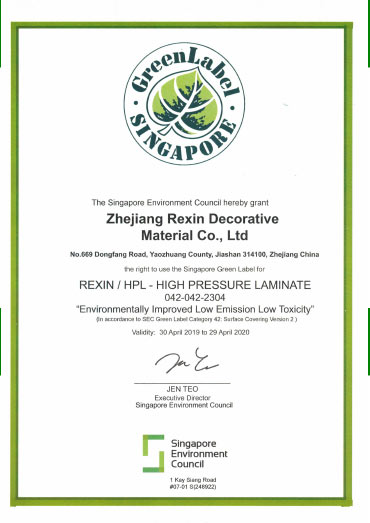 GreenLabel
SINGAPORE
The Singapore Environment Council hereby grant
Zhejiang Rexin Decorative
Material Co., Ltd
No.669 Dongfang Road, Yaozhuang County, Jiashan 314100, Zhejiang China
the right to use the Singapore Green Label for
REXIN / HPL - HIGH PRESSURE LAMINATE
042-042-2304
"Environmentally Improved Low Emission Low Toxicity"
(In accordance to SEC Green Label Category 42: Surface Covering Version 2 )
Validity: 30 April 2019 to 29 April 2020
JEN TEO
Executive Director
Singapore Environment Council
Singapore
Environment
Council
1 Kay Siang Road
#07-01 S(248922)